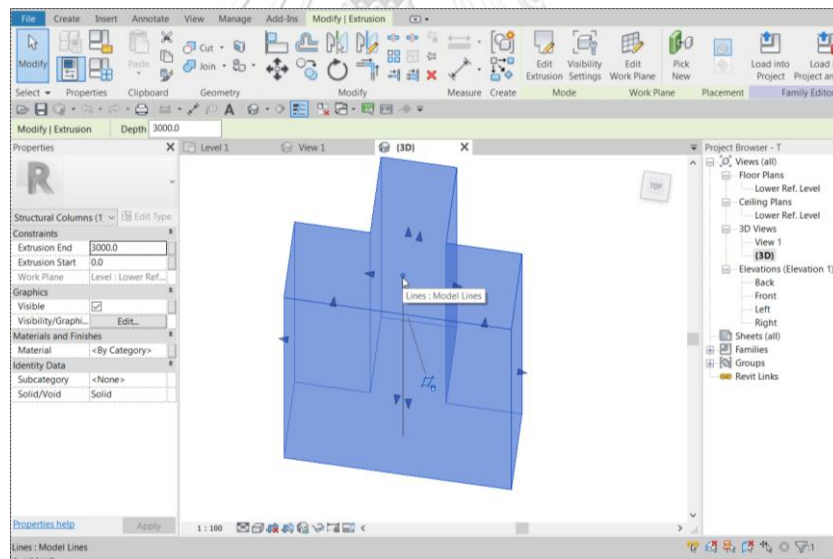 File Create Insert Annotate View Manage Add-Ins Modify | Extrusion
Modify
Paste
Cut
Join
Edit Extrusion
Visibility Settings
Edit Work Plane
Pick New
Load into Project
Load
Project an
Select Properties Clipboard Geometry Modify Measure Create Mode Work Plane Placement Family Editor
Modify | Extrusion Depth 3000.0
Properties
Level 1 View 1 (3D)
R
Structural Columns (1 Edit Type
Constraints
Extrusion End 3000.0
Extrusion Start 0.0
Work Plane Level : Lower Ref...
Graphics
Visible
Visibility/Graphi... Edit...
Materials and Finishes
Material <By Category>
Identity Data
Subcategory <None>
Solid/Void Solid
Properties help Apply
TOP
Lines : Model Lines
1 : 100
Project Browser - T
Views (all)
Floor Plans
Lower Ref. Level
Ceiling Plans
Lower Ref. Level
3D Views
View 1
(3D)
Elevations (Elevation 1)
Back
Front
Left
Right
Sheets (all)
Families
Groups
Revit Links
Lines : Model Lines
:1